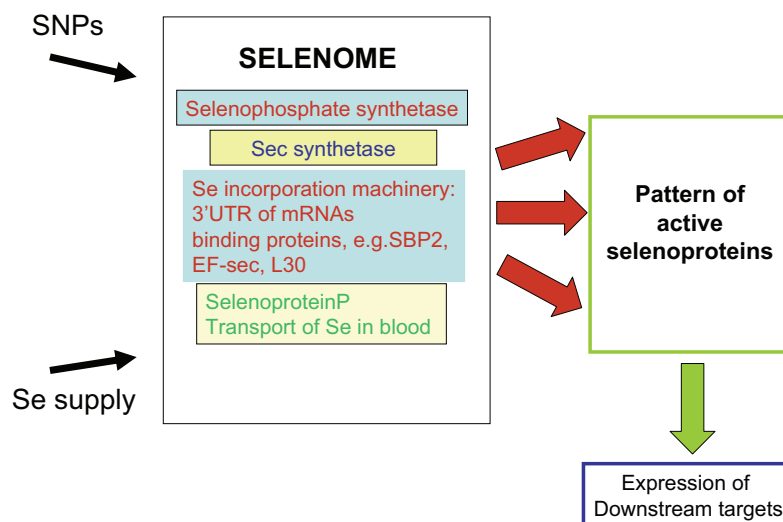 SNPs
SELENOME
Selenophosphate synthetase
Sec synthetase
Se incorporation machinery:
3'UTR of mRNAs
binding proteins, e.g.SBP2,
EF-sec, L30
SelenoproteinP
Transport of Se in blood
Se supply
Pattern of
active
selenoproteins
Expression of
Downstream targets